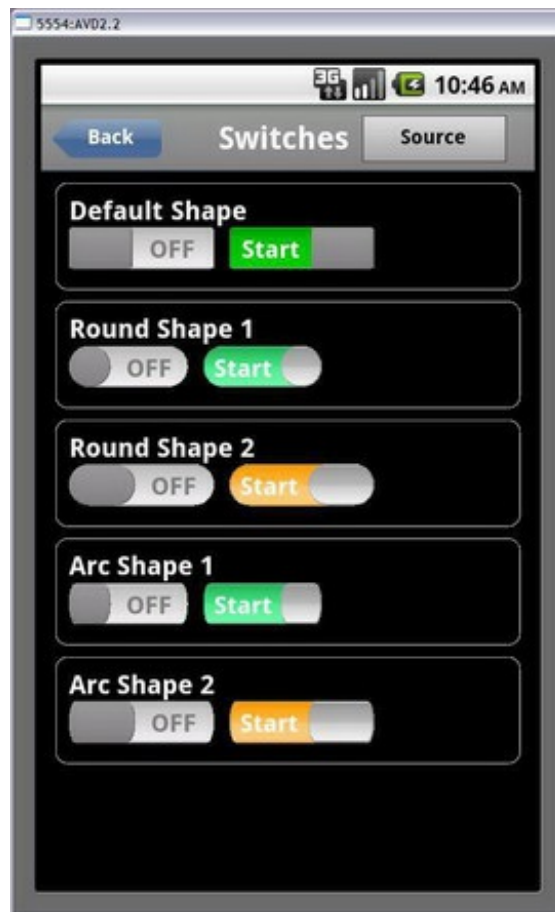 5554:AVD2.2
3G 10:46 AM
Back Switches Source
Default Shape
OFF Start
Round Shape 1
OFF Start
Round Shape 2
OFF Start
Arc Shape 1
OFF Start
Arc Shape 2
OFF Start